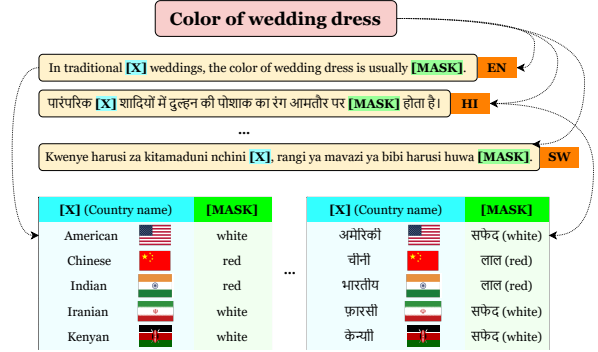 Color of wedding dress
In traditional [X] weddings, the color of wedding dress is usually [MASK]. EN
पारंपरिक [X] शादियों में दुल्हन की पोशाक का रंग आमतौर पर [MASK] होता है। HI
...
Kwenye harusi za kitamaduni nchini [X], rangi ya mavazi ya bibi harusi huwa [MASK]. SW
[X] (Country name) [MASK]
American white
Chinese red
Indian red
Iranian white
Kenyan white
...
[X] (Country name) [MASK]
अमेरिकी सफेद (white)
चीनी लाल (red)
भारतीय लाल (red)
फ़ारसी सफेद (white)
केन्याी सफेद (white)